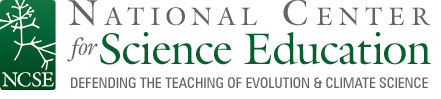 NCSE
NATIONAL CENTER
for Science Education
DEFENDING THE TEACHING OF EVOLUTION & CLIMATE SCIENCE